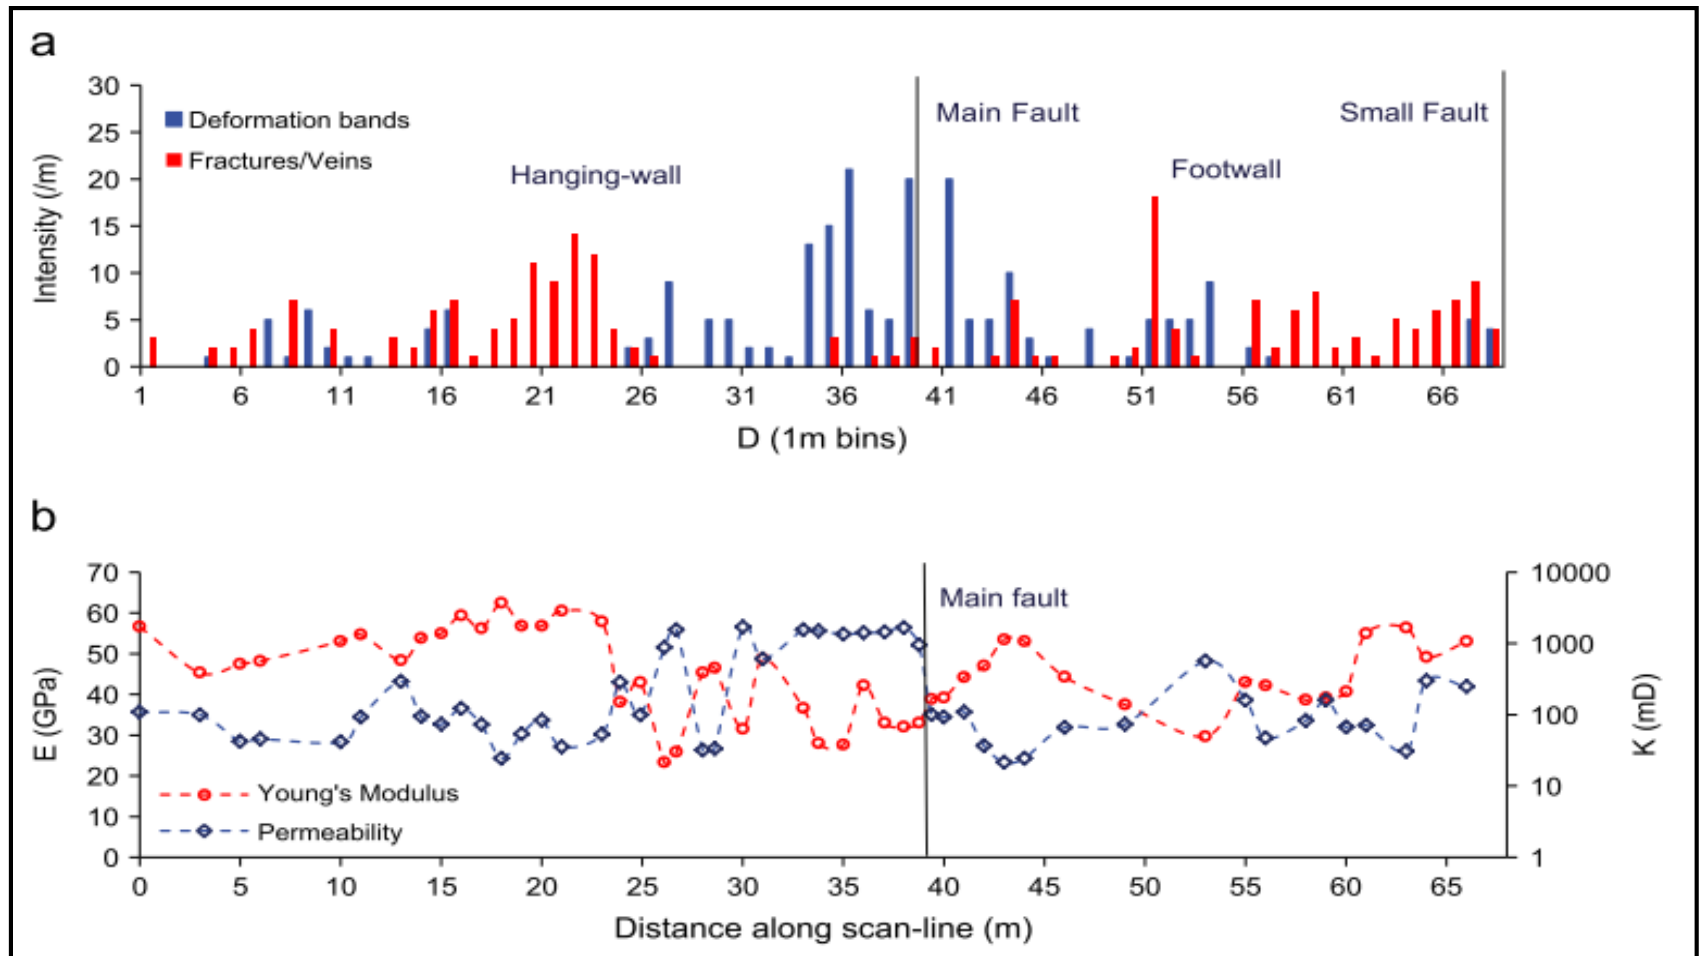 a
30
25
20
15
10
5
0
Intensity (/m)
Deformation bands
Fractures/Veins
Hanging-wall
Main Fault
Small Fault
Footwall
1 6 11 16 21 26 31 36 41 46 51 56 61 66
D (1m bins)
b
70
60
50
40
30
20
10
0
E (GPa)
Main fault
Young's Modulus
Permeability
10000
1000
100
10
1
K (mD)
0 5 10 15 20 25 30 35 40 45 50 55 60 65
Distance along scan-line (m)